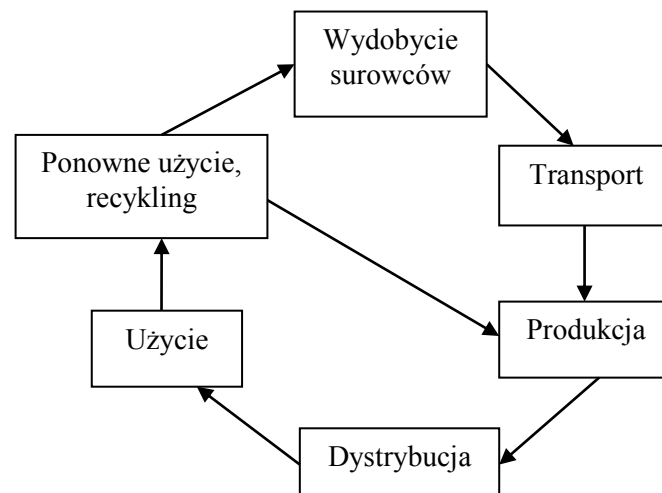 Wydobycie
surowców
Ponowne użycie,
recykling
Transport
Użycie
Produkcja
Dystrybucja